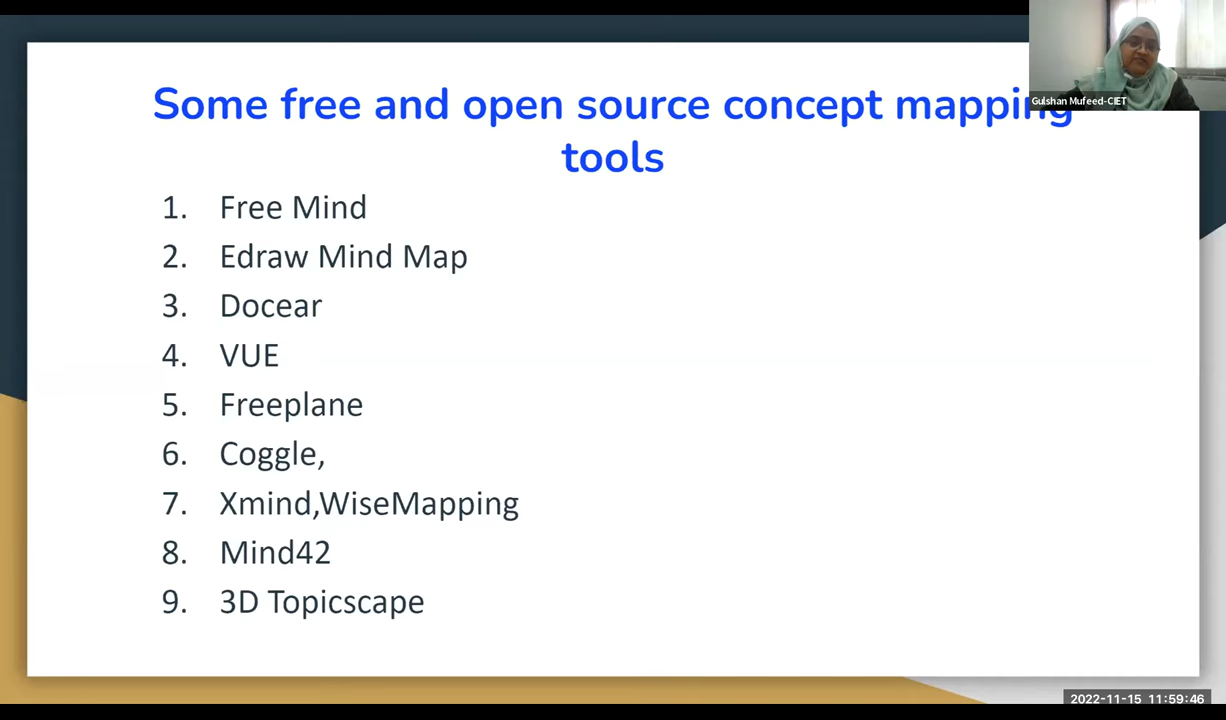 Some free and open source concept mapping
tools
1. Free Mind
2. Edraw Mind Map
3. Docear
4. VUE
5. Freeplane
6. Coggle,
7. Xmind,WiseMapping
8. Mind42
9. 3D Topicscape
Gulshan Mufeed-CIET
2022-11-15 11:59:46